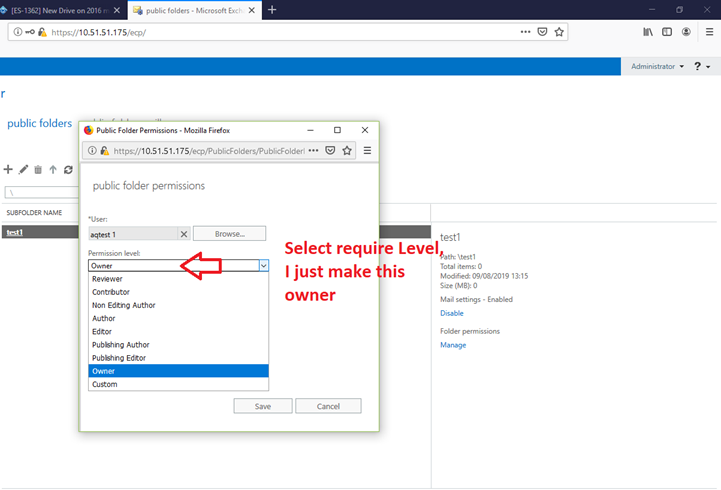 [ES-1362] New Drive on 2016 m
public folders - Microsoft Exch
https://10.51.51.175/ecp/
Administrator
?
r
public folders
Public Folder Permissions - Mozilla Firefox
https://10.51.51.175/ecp/PublicFolders/PublicFolderI
public folder permissions
\
SUBFOLDER NAME
test1
*User:
aqtest 1
Browse...
Permission level:
Owner
Reviewer
Contributor
Non Editing Author
Author
Editor
Publishing Author
Publishing Editor
Owner
Custom
Save
Cancel
Select require Level,
I just make this
owner
test1
Path: \test1
Total items: 0
Modified: 09/08/2019 13:15
Size (MB): 0
Mail settings - Enabled
Disable
Folder permissions
Manage